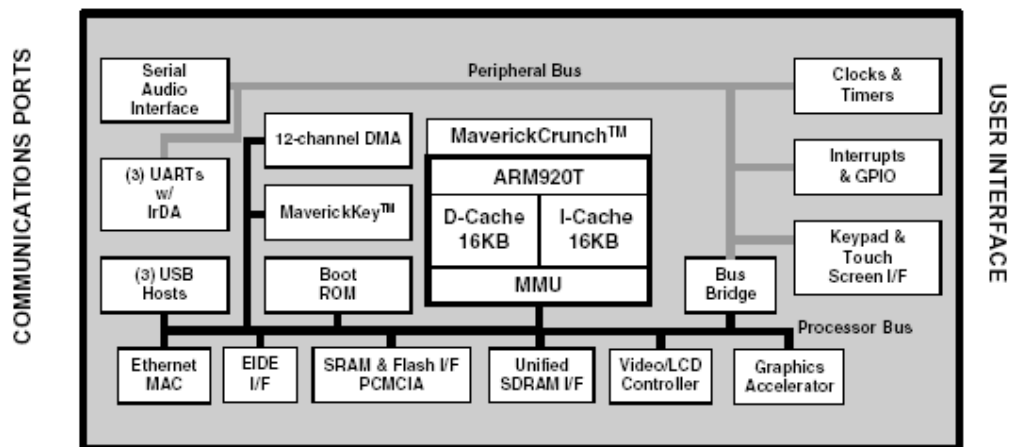 COMMUNICATIONS PORTS
Serial
Audio
Interface
Peripheral Bus
Clocks &
Timers
(3) UARTs
w/
IrDA
12-channel DMA
MaverickKey™
MaverickCrunch™
ARM920T
D-Cache
16KB
I-Cache
16KB
MMU
Interrupts
& GPIO
Keypad &
Touch
Screen I/F
(3) USB
Hosts
Boot
ROM
Bus
Bridge
Processor Bus
Ethernet
MAC
EIDE
I/F
SRAM & Flash I/F
PCMCIA
Unified
SDRAM I/F
Video/LCD
Controller
Graphics
Accelerator
USER INTERFACE